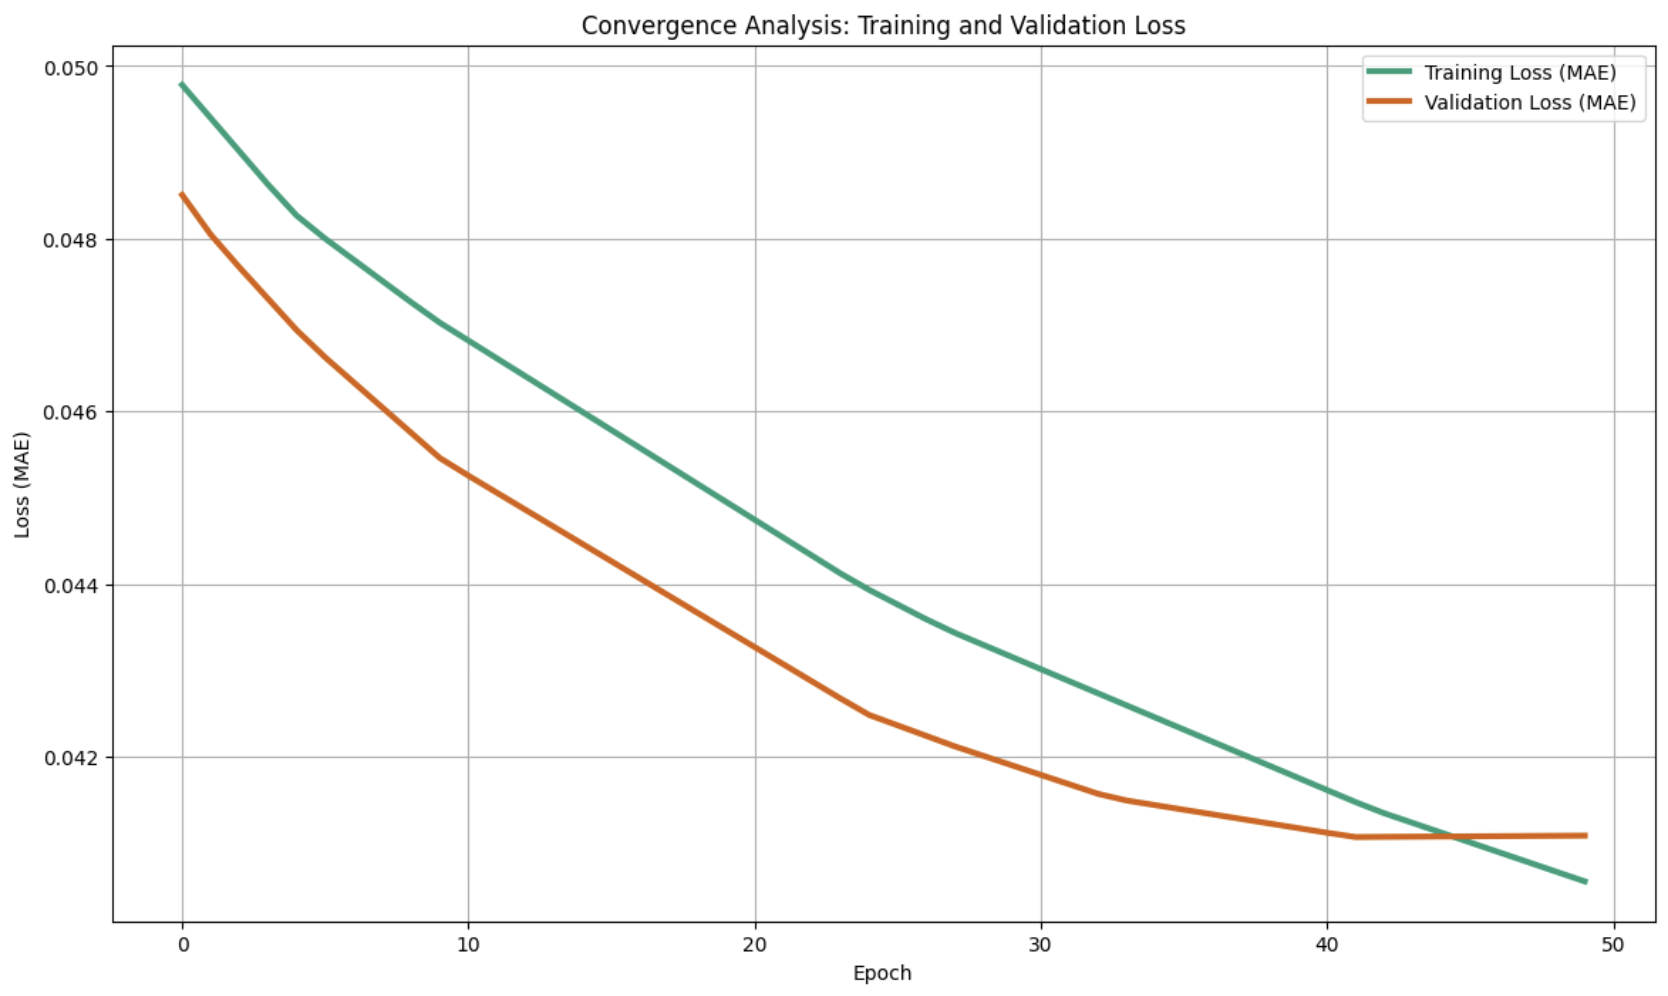 Convergence Analysis: Training and Validation Loss
Training Loss (MAE)
Validation Loss (MAE)
Loss (MAE)
0.050
0.048
0.046
0.044
0.042
0 10 20 30 40 50
Epoch